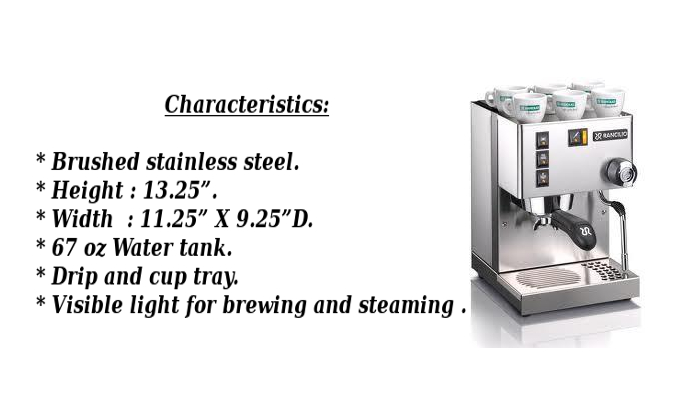 Characteristics:
* Brushed stainless steel.
* Height : 13.25”.
* Width  : 11.25” X 9.25”D.
* 67 oz Water tank.
* Drip and cup tray.
* Visible light for brewing and steaming .
RANCILIO